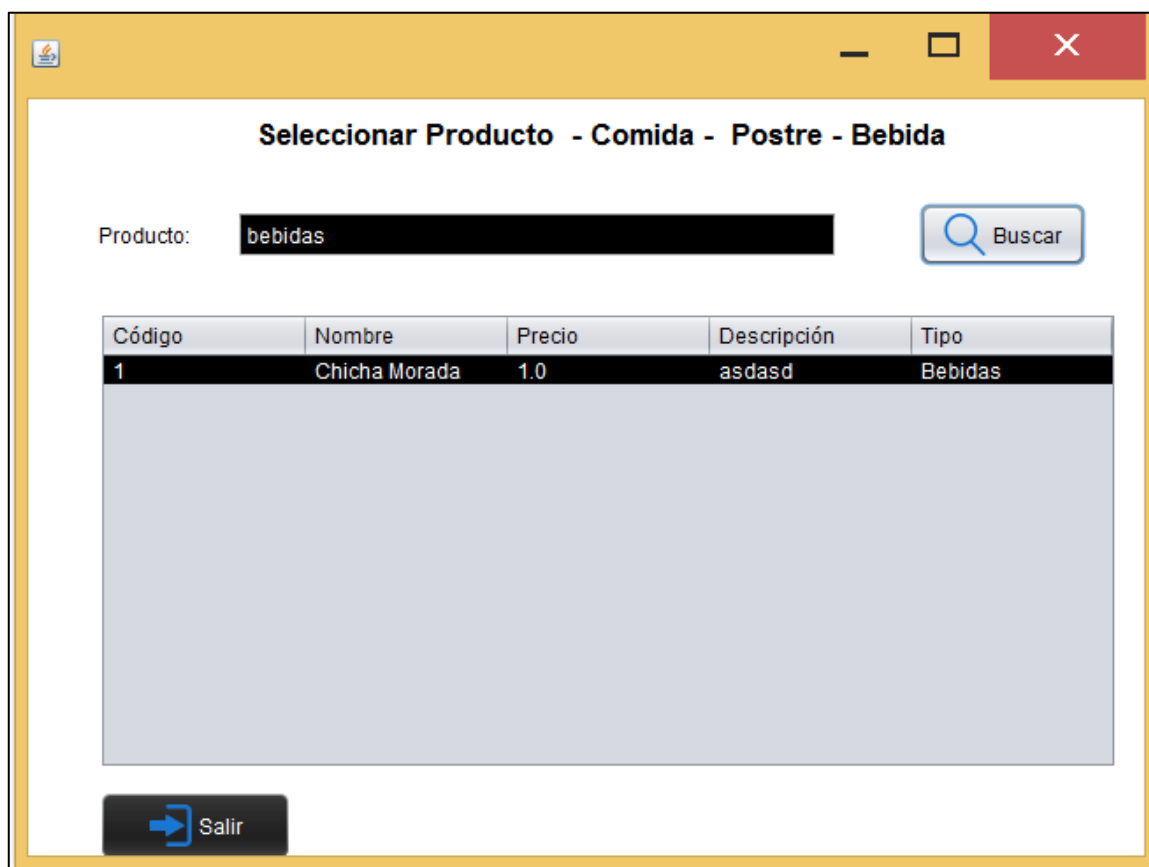 Seleccionar Producto - Comida - Postre - Bebida
Producto: bebidas Buscar
Código Nombre Precio Descripción Tipo
1 Chicha Morada 1.0 asdasd Bebidas
Salir